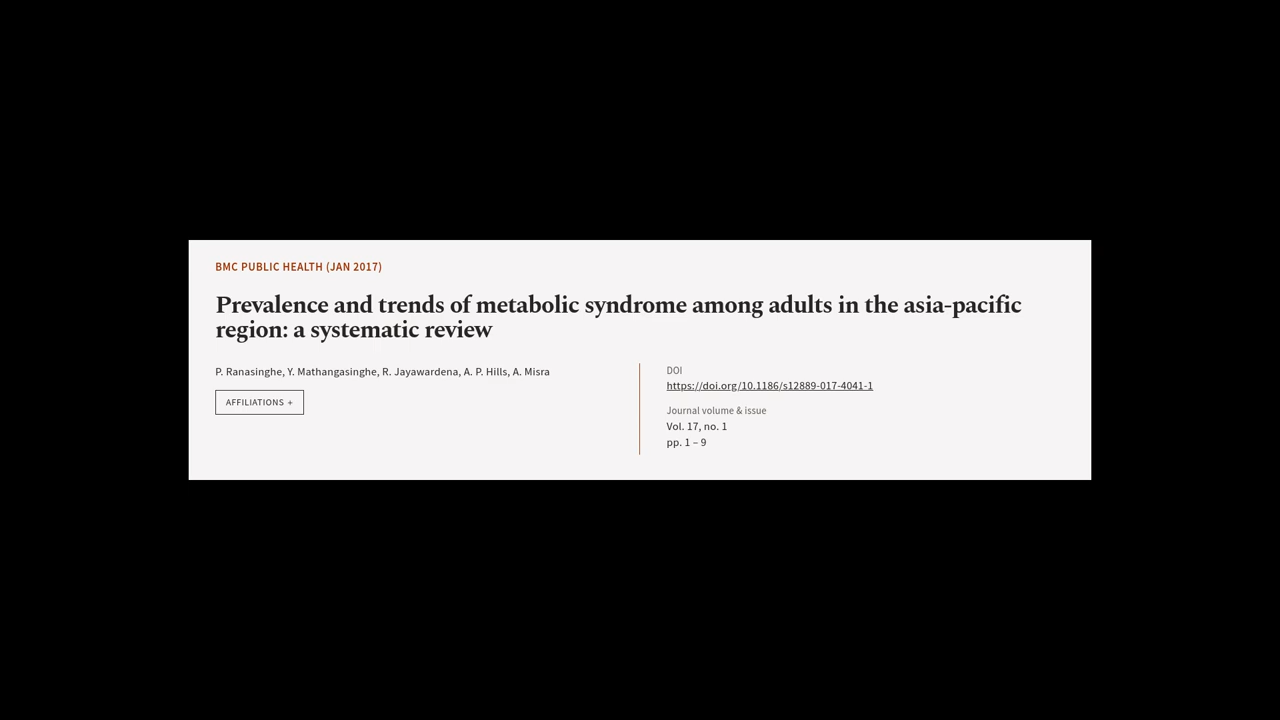 BMC PUBLIC HEALTH (JAN 2017)
Prevalence and trends of metabolic syndrome among adults in the asia-pacific
region: a systematic review
P. Ranasinghe, Y. Mathangasinghe, R. Jayawardena, A. P. Hills, A. Misra
AFFILIATIONS +
DOI
https://doi.org/10.1186/s12889-017-4041-1
Journal volume & issue
Vol. 17, no. 1
pp. 1 – 9